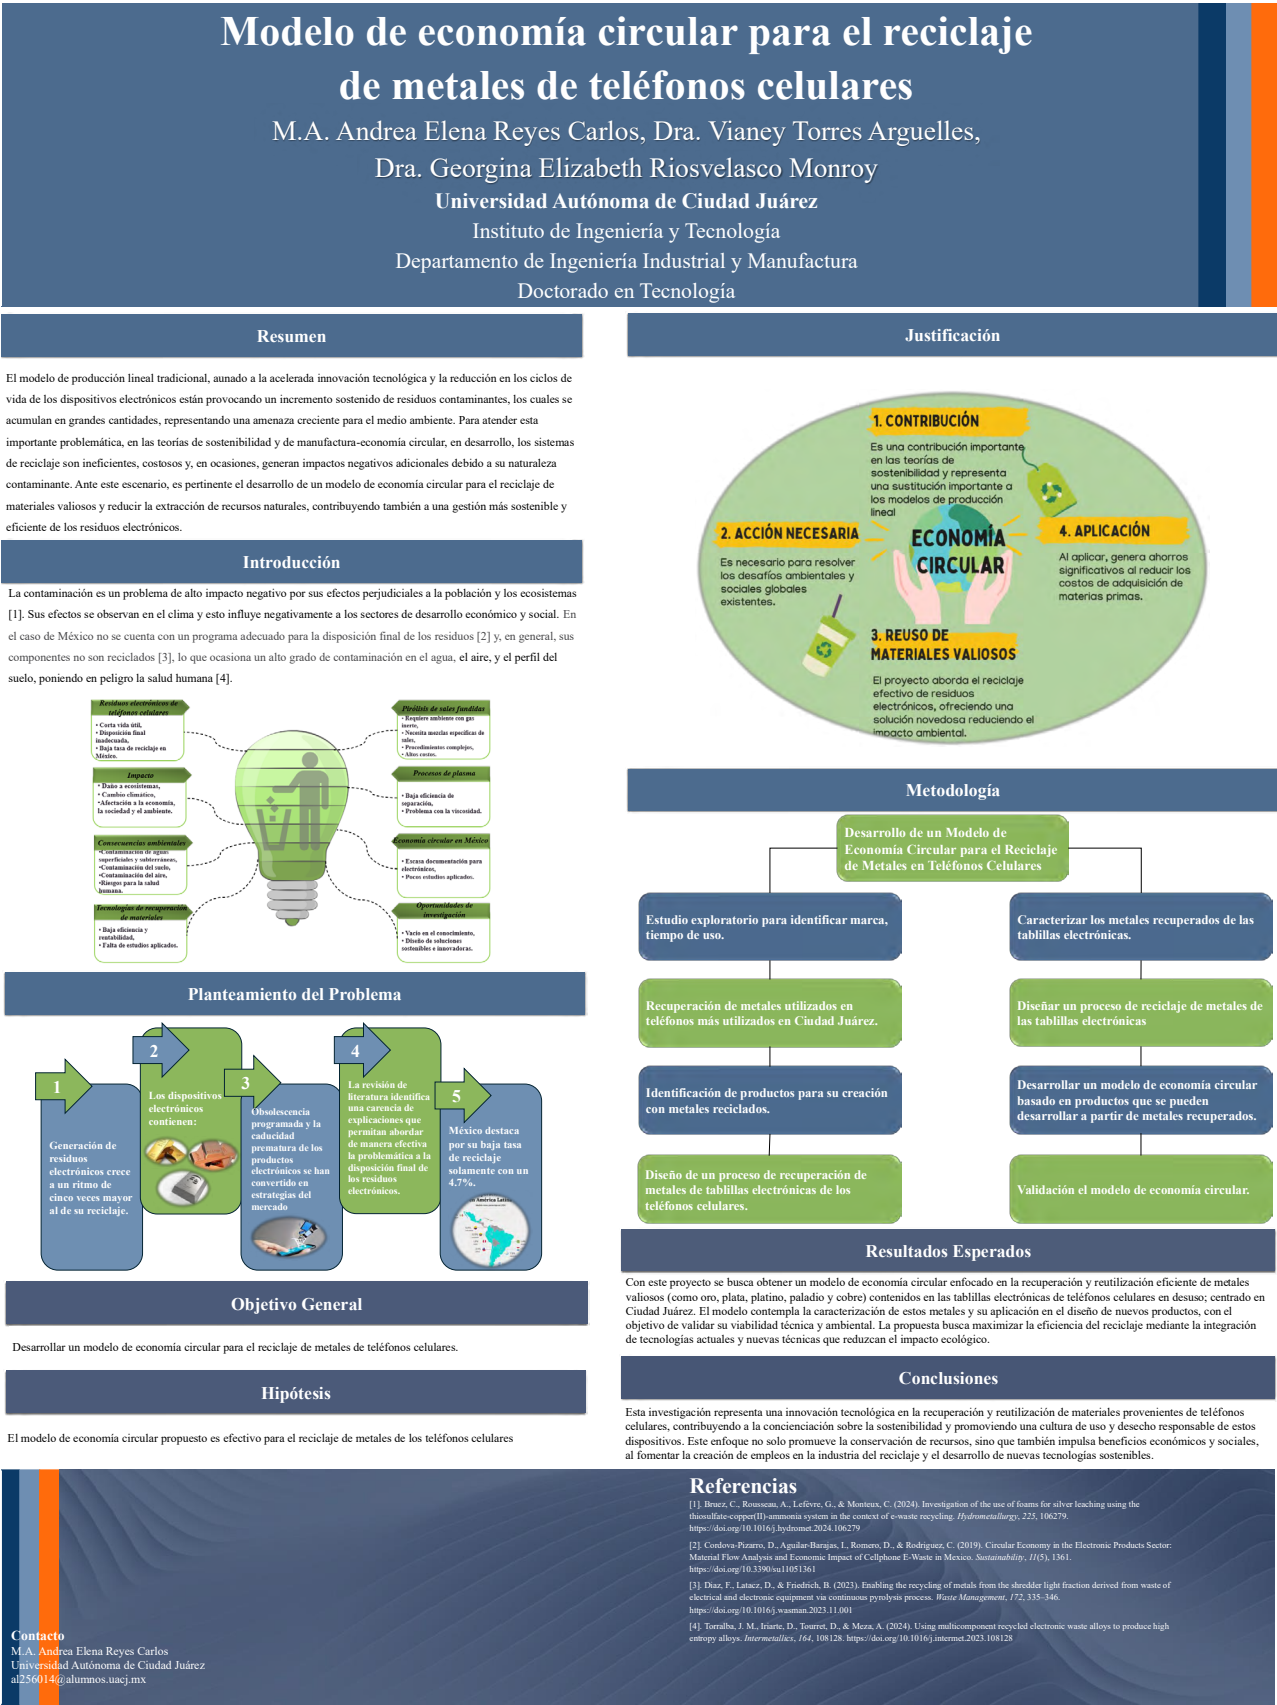 Modelo de economía circular para el reciclaje
de metales de teléfonos celulares
M.A. Andrea Elena Reyes Carlos, Dra. Vianey Torres Arguelles,
Dra. Georgina Elizabeth Riosvelasco Monroy
Universidad Autónoma de Ciudad Juárez
Instituto de Ingeniería y Tecnología
Departamento de Ingeniería Industrial y Manufactura
Doctorado en Tecnología
Resumen
El modelo de producción lineal tradicional, aunado a la acelerada innovación tecnológica y la reducción en los ciclos de
vida de los dispositivos electrónicos están provocando un incremento sostenido de residuos contaminantes, los cuales se
acumulan en grandes cantidades, representando una amenaza creciente para el medio ambiente. Para atender esta
importante problemática, en las teorías de sostenibilidad y de manufactura-economía circular, en desarrollo, los sistemas
de reciclaje son ineficientes, costosos y, en ocasiones, generan impactos negativos adicionales debido a su naturaleza
contaminante. Ante este escenario, es pertinente el desarrollo de un modelo de economía circular para el reciclaje de
materiales valiosos y reducir la extracción de recursos naturales, contribuyendo también a una gestión más sostenible y
eficiente de los residuos electrónicos.
Introducción
La contaminación es un problema de alto impacto negativo por sus efectos perjudiciales a la población y los ecosistemas
[1]. Sus efectos se observan en el clima y esto influye negativamente a los sectores de desarrollo económico y social. En
el caso de México no se cuenta con un programa adecuado para la disposición final de los residuos [2] y, en general, sus
componentes no son reciclados [3], lo que ocasiona un alto grado de contaminación en el agua, el aire, y el perfil del
suelo, poniendo en peligro la salud humana [4].
Residuos electrónicos de
teléfonos celulares
• Corta vida útil,
• Disposición final
inadecuada,
• Baja tasa de reciclaje en
México.
Impacto
• Daño a ecosistemas,
• Cambio climático,
•Afectación a la economía,
la sociedad y el ambiente.
Consecuencias ambientales
•Contaminación de aguas
superficiales y subterráneas,
•Contaminación del suelo,
•Contaminación del aire,
•Riesgos para la salud
humana.
Tecnologías de recuperación
de materiales
• Baja eficiencia y
rentabilidad,
• Falta de estudios aplicados.
Pirólisis de sales fundidas
• Requiere ambiente con gas
inerte,
• Necesita mezclas específicas de
sales,
• Procedimientos complejos,
• Altos costos.
Procesos de plasma
• Baja eficiencia de
separación,
• Problema con la viscosidad.
Economía circular en México
• Escasa documentación para
electrónicos,
• Pocos estudios aplicados.
Oportunidades de
investigación
• Vacío en el conocimiento,
• Diseño de soluciones
sostenibles e innovadoras.
Planteamiento del Problema
1
Generación de
residuos
electrónicos crece
a un ritmo de
cinco veces mayor
al de su reciclaje.
2
Los dispositivos
electrónicos
contienen:
3
Obsolescencia
programada y la
caducidad
prematura de los
productos
electrónicos se han
convertido en
estrategias del
mercado
4
La revisión de
literatura identifica
una carencia de
explicaciones que
permitan abordar
de manera efectiva
la problemática a la
disposición final de
los residuos
electrónicos.
5
México destaca
por su baja tasa
de reciclaje
solamente con un
4.7%.
América Latina
Objetivo General
Desarrollar un modelo de economía circular para el reciclaje de metales de teléfonos celulares.
Hipótesis
El modelo de economía circular propuesto es efectivo para el reciclaje de metales de los teléfonos celulares
Justificación
1. CONTRIBUCIÓN
Es una contribución importante
en las teorías de
sostenibilidad y representa
una sustitución importante a
los modelos de producción
lineal
2. ACCIÓN NECESARIA
Es necesario para resolver
los desafíos ambientales y
sociales globales
existentes.
ECONOMÍA
CIRCULAR
4. APLICACIÓN
Al aplicar, genera ahorros
significativos al reducir los
costos de adquisición de
materias primas.
3. REUSO DE
MATERIALES VALIOSOS
El proyecto aborda el reciclaje
efectivo de residuos
electrónicos, ofreciendo una
solución novedosa reduciendo el
impacto ambiental.
Metodología
Desarrollo de un Modelo de
Economía Circular para el Reciclaje
de Metales en Teléfonos Celulares
Estudio exploratorio para identificar marca,
tiempo de uso.
Recuperación de metales utilizados en
teléfonos más utilizados en Ciudad Juárez.
Identificación de productos para su creación
con metales reciclados.
Diseño de un proceso de recuperación de
metales de tablillas electrónicas de los
teléfonos celulares.
Caracterizar los metales recuperados de las
tablillas electrónicas.
Diseñar un proceso de reciclaje de metales de
las tablillas electrónicas
Desarrollar un modelo de economía circular
basado en productos que se pueden
desarrollar a partir de metales recuperados.
Validación el modelo de economía circular.
Resultados Esperados
Con este proyecto se busca obtener un modelo de economía circular enfocado en la recuperación y reutilización eficiente de metales
valiosos (como oro, plata, platino, paladio y cobre) contenidos en las tablillas electrónicas de teléfonos celulares en desuso; centrado en
Ciudad Juárez. El modelo contempla la caracterización de estos metales y su aplicación en el diseño de nuevos productos, con el
objetivo de validar su viabilidad técnica y ambiental. La propuesta busca maximizar la eficiencia del reciclaje mediante la integración
de tecnologías actuales y nuevas técnicas que reduzcan el impacto ecológico.
Conclusiones
Esta investigación representa una innovación tecnológica en la recuperación y reutilización de materiales provenientes de teléfonos
celulares, contribuyendo a la concienciación sobre la sostenibilidad y promoviendo una cultura de uso y desecho responsable de estos
dispositivos. Este enfoque no solo promueve la conservación de recursos, sino que también impulsa beneficios económicos y sociales,
al fomentar la creación de empleos en la industria del reciclaje y el desarrollo de nuevas tecnologías sostenibles.
Referencias
[1]. Bruez, C., Rousseau, A., Lefèvre, G., & Monteux, C. (2024). Investigation of the use of foams for silver leaching using the
thiosulfate-copper(II)-ammonia system in the context of e-waste recycling. Hydrometallurgy, 225, 106279.
https://doi.org/10.1016/j.hydromet.2024.106279
[2]. Cordova-Pizarro, D., Aguilar-Barajas, I., Romero, D., & Rodriguez, C. (2019). Circular Economy in the Electronic Products Sector:
Material Flow Analysis and Economic Impact of Cellphone E-Waste in Mexico. Sustainability, 11(5), 1361.
https://doi.org/10.3390/su11051361
[3]. Diaz, F., Latacz, D., & Friedrich, B. (2023). Enabling the recycling of metals from the shredder light fraction derived from waste of
electrical and electronic equipment via continuous pyrolysis process. Waste Management, 172, 335–346.
https://doi.org/10.1016/j.wasman.2023.11.001
[4]. Torralba, J. M., Iriarte, D., Tourret, D., & Meza, A. (2024). Using multicomponent recycled electronic waste alloys to produce high
entropy alloys. Intermetallics, 164, 108128. https://doi.org/10.1016/j.intermet.2023.108128
Contacto
M.A. Andrea Elena Reyes Carlos
Universidad Autónoma de Ciudad Juárez
al256014@alumnos.uacj.mx